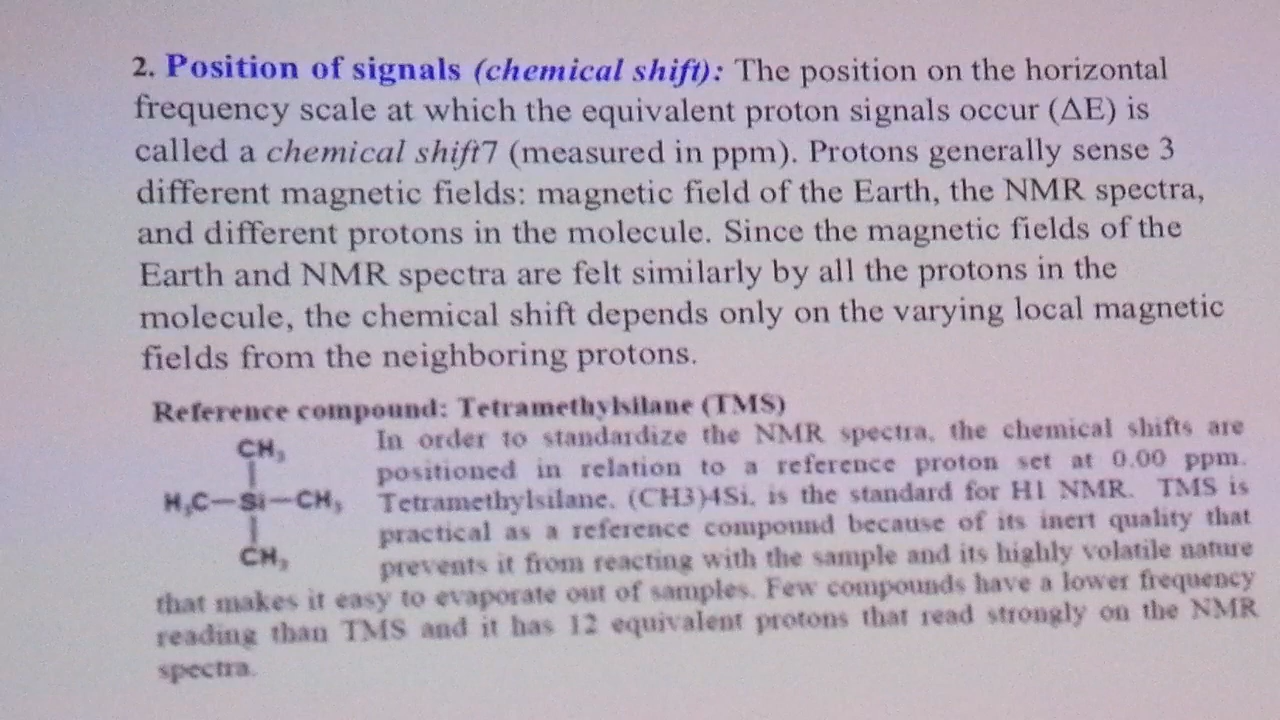 2. Position of signals (chemical shift): The position on the horizontal
frequency scale at which the equivalent proton signals occur (ΔE) is
called a chemical shift7 (measured in ppm). Protons generally sense 3
different magnetic fields: magnetic field of the Earth, the NMR spectra,
and different protons in the molecule. Since the magnetic fields of the
Earth and NMR spectra are felt similarly by all the protons in the
molecule, the chemical shift depends only on the varying local magnetic
fields from the neighboring protons.
Reference compound: Tetramethylsilane (TMS)
CH₃
H₃C—Si—CH₃
CH₃
In order to standardize the NMR spectra, the chemical shifts are
positioned in relation to a reference proton set at 0.00 ppm.
Tetramethylsilane, (CH3)4Si, is the standard for H1 NMR. TMS is
practical as a reference compound because of its inert quality that
prevents it from reacting with the sample and its highly volatile nature
that makes it easy to evaporate out of samples. Few compounds have a lower frequency
reading than TMS and it has 12 equivalent protons that read strongly on the NMR
spectra.